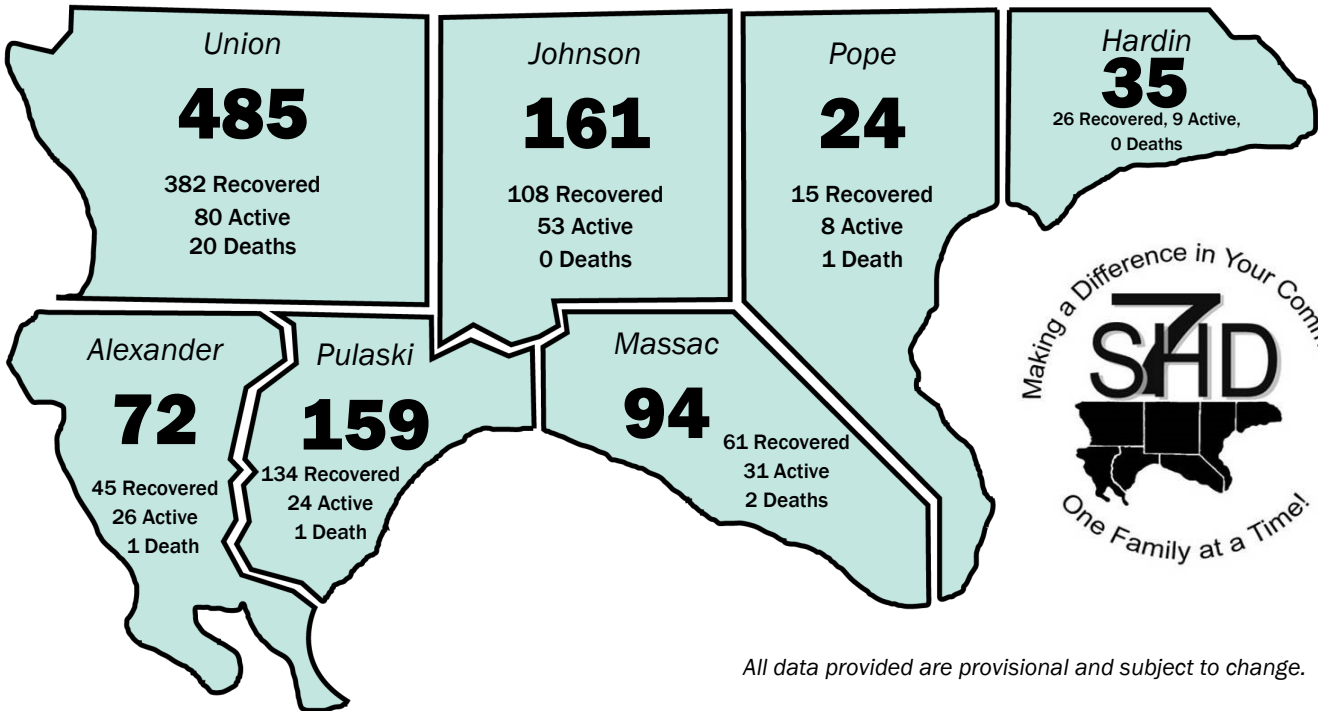 Union
485
382 Recovered
80 Active
20 Deaths
Johnson
161
108 Recovered
53 Active
0 Deaths
Pope
24
15 Recovered
8 Active
1 Death
Hardin
35
26 Recovered, 9 Active,
0 Deaths
Alexander
72
45 Recovered
26 Active
1 Death
Pulaski
159
134 Recovered
24 Active
1 Death
Massac
94
61 Recovered
31 Active
2 Deaths
Making a Difference in Your
S7HD
One Family at a Time!
All data provided are provisional and subject to change.